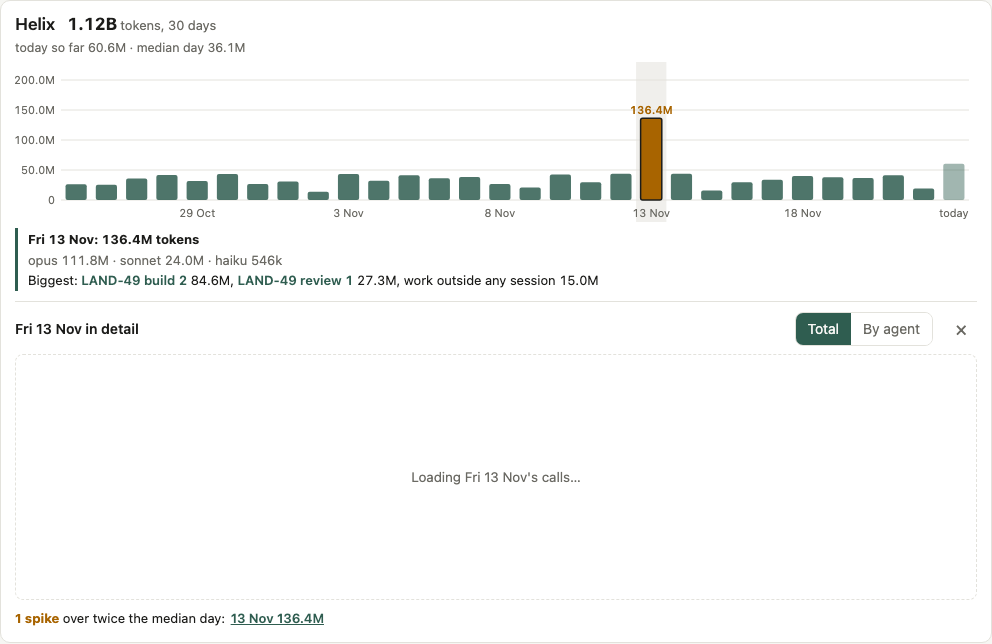 Helix 1.12B tokens, 30 days
today so far 60.6M · median day 36.1M
200.0M
150.0M
136.4M
100.0M
50.0M
0
29 Oct 3 Nov 8 Nov 13 Nov 18 Nov today
Fri 13 Nov: 136.4M tokens
opus 111.8M · sonnet 24.0M · haiku 546k
Biggest: LAND-49 build 2 84.6M, LAND-49 review 1 27.3M, work outside any session 15.0M
Fri 13 Nov in detail Total By agent ×
Loading Fri 13 Nov's calls...
1 spike over twice the median day: 13 Nov 136.4M